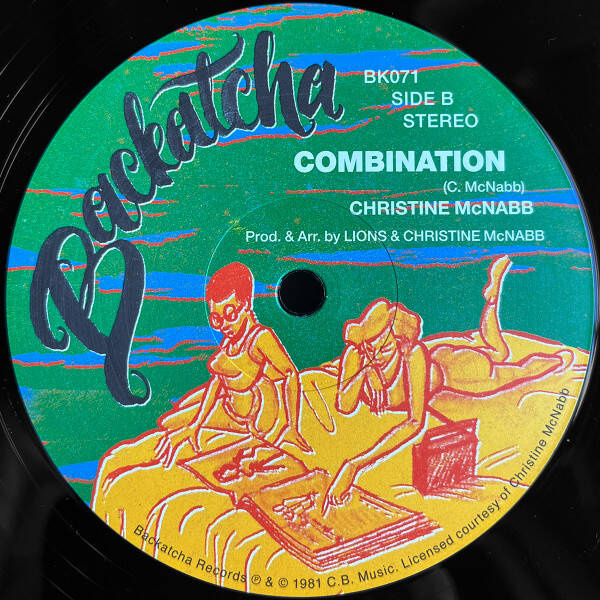 Backatcha
BK071
SIDE B
STEREO
COMBINATION
(C. McNabb)
CHRISTINE McNABB
Prod. & Arr. by LIONS & CHRISTINE McNABB
Backatcha Records ℗ & © 1981 C.B. Music. Licensed courtesy of Christine McNabb